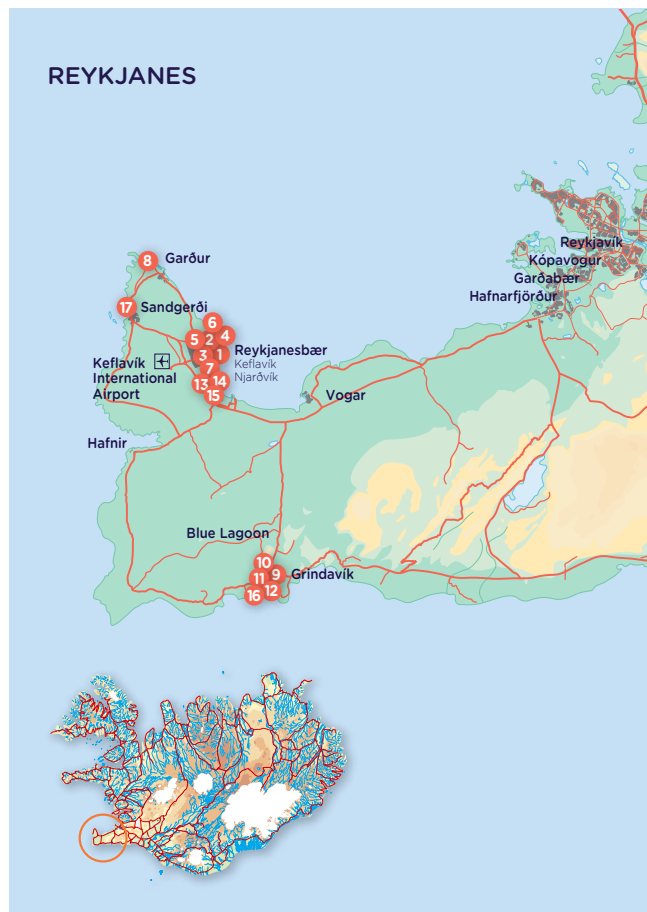 REYKJANES
Reykjavík
Kópavogur
Garðabær
Hafnarfjörður
8
Garður
17
Sandgerði
6
5
2
4
3
1
Reykjanesbær
Keflavík
Njarðvík
7
13
14
15
Keflavík
International
Airport
Vogar
Hafnir
Blue Lagoon
10
11
9
Grindavík
16
12